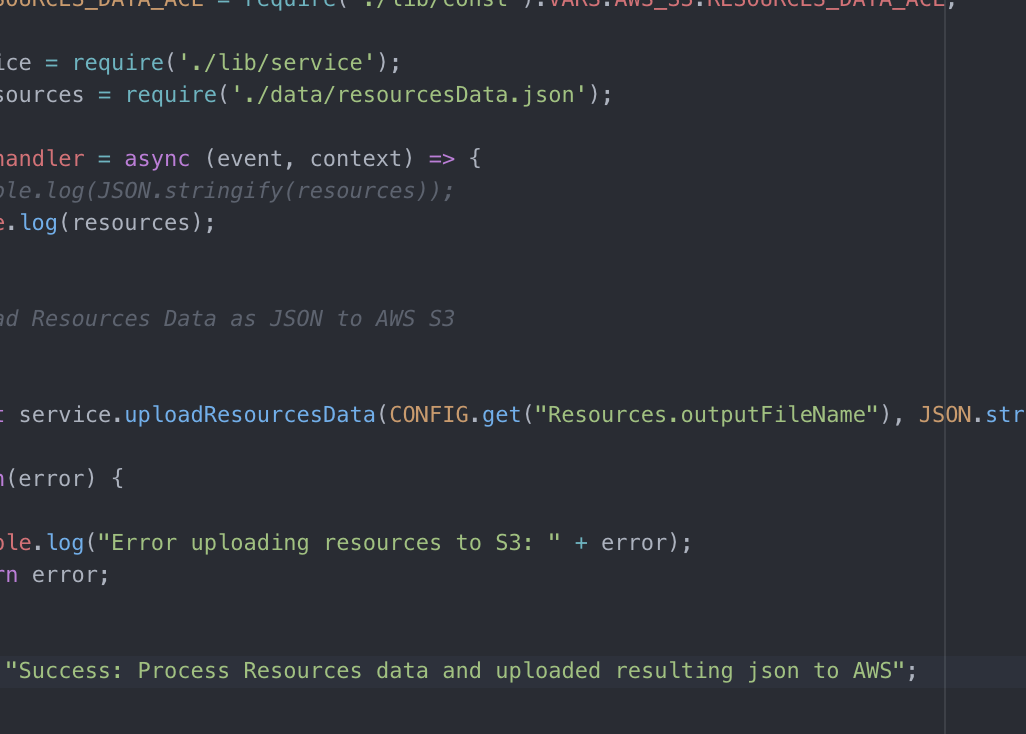 SOURCES_DATA_ACL = require('./lib/const').VARS.AWS_S3.RESOURCES_DATA_ACL;
ice = require('./lib/service');
sources = require('./data/resourcesData.json');
handler = async (event, context) => {
ole.log(JSON.stringify(resources));
e.log(resources);
ad Resources Data as JSON to AWS S3
t service.uploadResourcesData(CONFIG.get("Resources.outputFileName"), JSON.str
h(error) {
ole.log("Error uploading resources to S3: " + error);
rn error;
"Success: Process Resources data and uploaded resulting json to AWS";